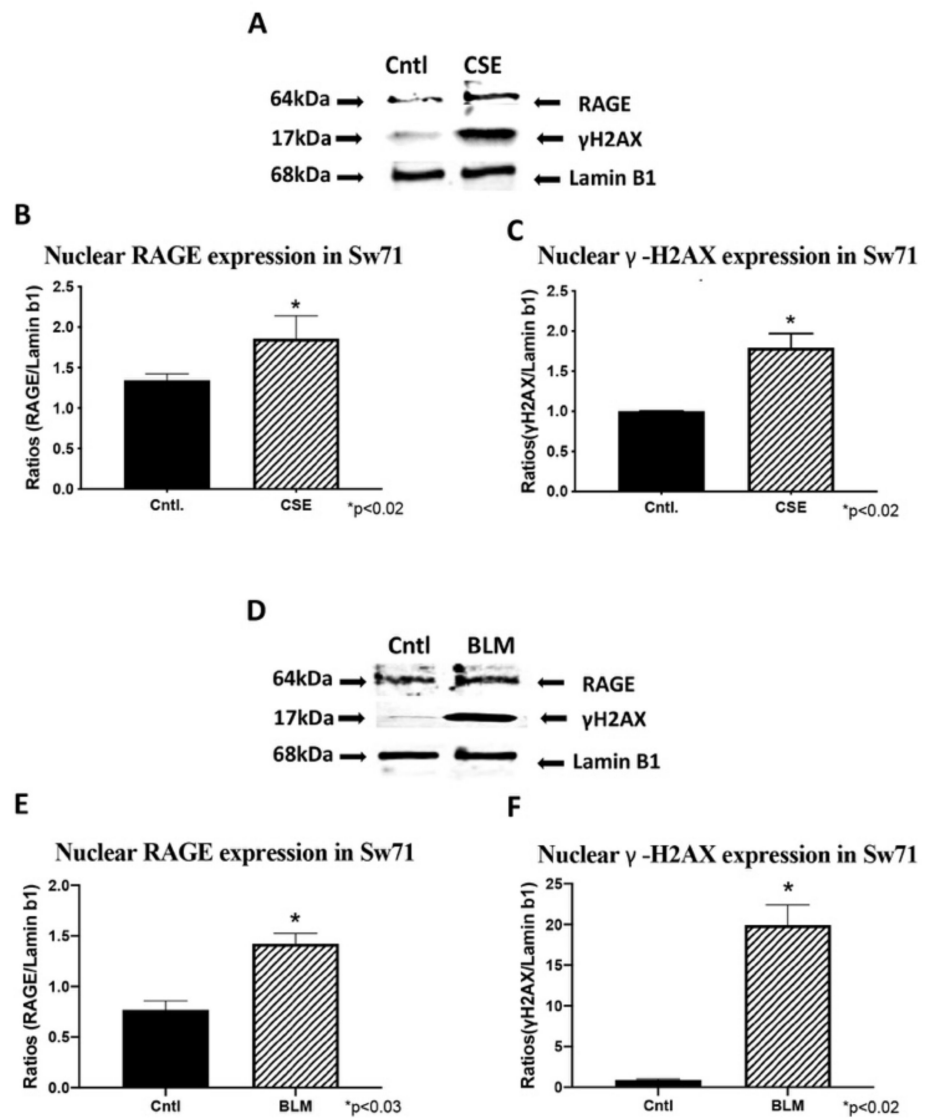 A
Cntl CSE
64kDa RAGE
17kDa γH2AX
68kDa Lamin B1
B
Nuclear RAGE expression in Sw71
Ratios (RAGE/Lamin b1)
2.5
2.0
1.5
1.0
0.5
0.0
*
Cntl. CSE *p<0.02
C
Nuclear γ -H2AX expression in Sw71
Ratios(γH2AX/Lamin b1)
2.5
2.0
1.5
1.0
0.5
0.0
*
Cntl. CSE *p<0.02
D
Cntl BLM
64kDa RAGE
17kDa γH2AX
68kDa Lamin B1
E
Nuclear RAGE expression in Sw71
Ratios (RAGE/Lamin b1)
2.0
1.5
1.0
0.5
0.0
*
Cntl BLM *p<0.03
F
Nuclear γ -H2AX expression in Sw71
Ratios(γH2AX/Lamin b1)
25
20
15
10
5
0
*
Cntl BLM *p<0.02